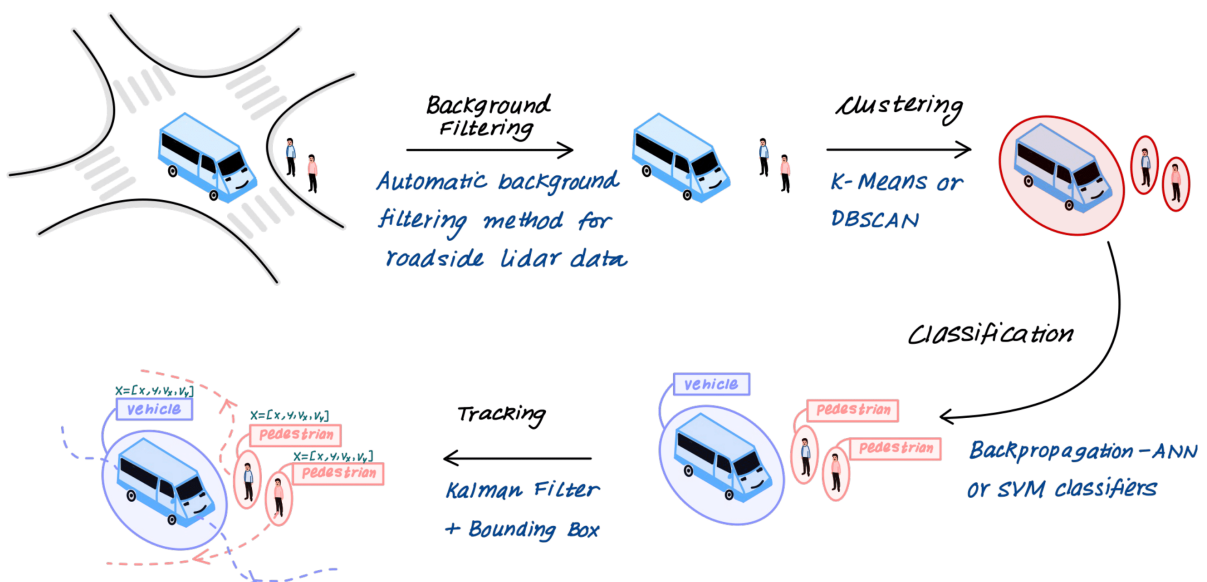 Background
Filtering
Automatic background
filtering method for
roadside lidar data
Clustering
K-Means or
DBSCAN
Classification
Backpropagation-ANN
or SVM classifiers
vehicle
pedestrian
pedestrian
Tracking
Kalman Filter
+ Bounding Box
X=[x,y,vx,vy]
vehicle
X=[x,y,vx,vy]
pedestrian
X=[x,y,vx,vy]
pedestrian